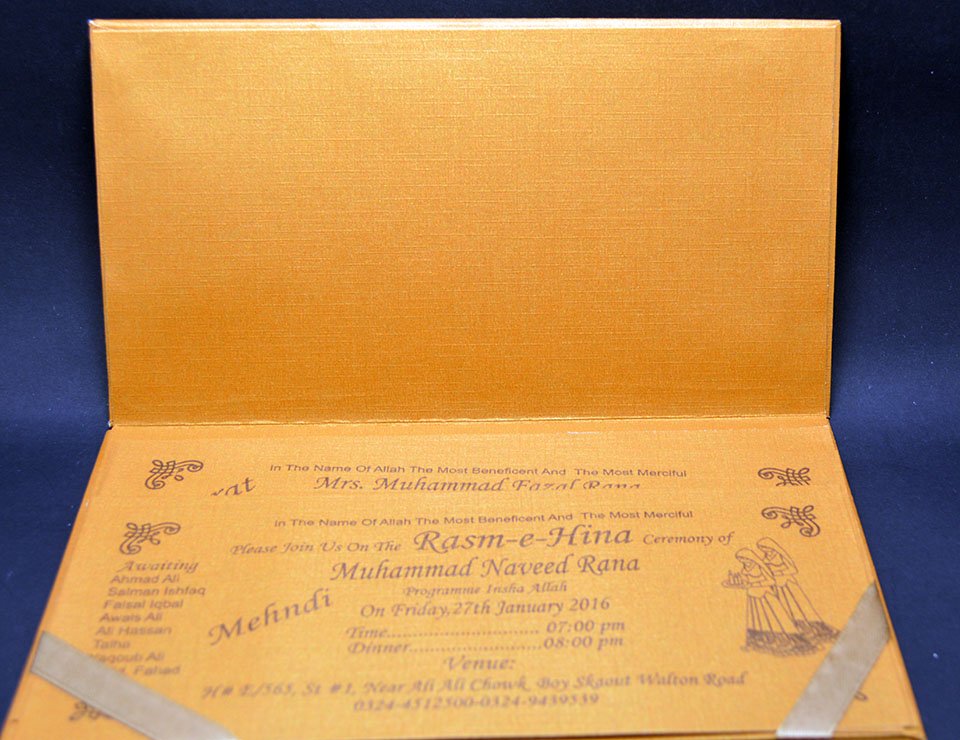 In The Name Of Allah The Most Beneficent And The Most Merciful
Mrs. Muhammad Fazal Rana
In The Name Of Allah The Most Beneficent And The Most Merciful
Please Join Us On The Rasm-e-Hina Ceremony of
Muhammad Naveed Rana
Programme Insha Allah
On Friday,27th January 2016
Time............................ 07:00 pm
Dinner........................08:00 pm
Venue:
H# E/565, St #1, Near Ali Ali Chowk Boy Skaout Walton Road
0324-4512500-0324-9439539
Mehndi
Awaiting
Ahmad Ali
Salman Ishfaq
Faisal Iqbal
Awais Ali
Ali Hassan
Talha
Yaqoub Ali
Fahad